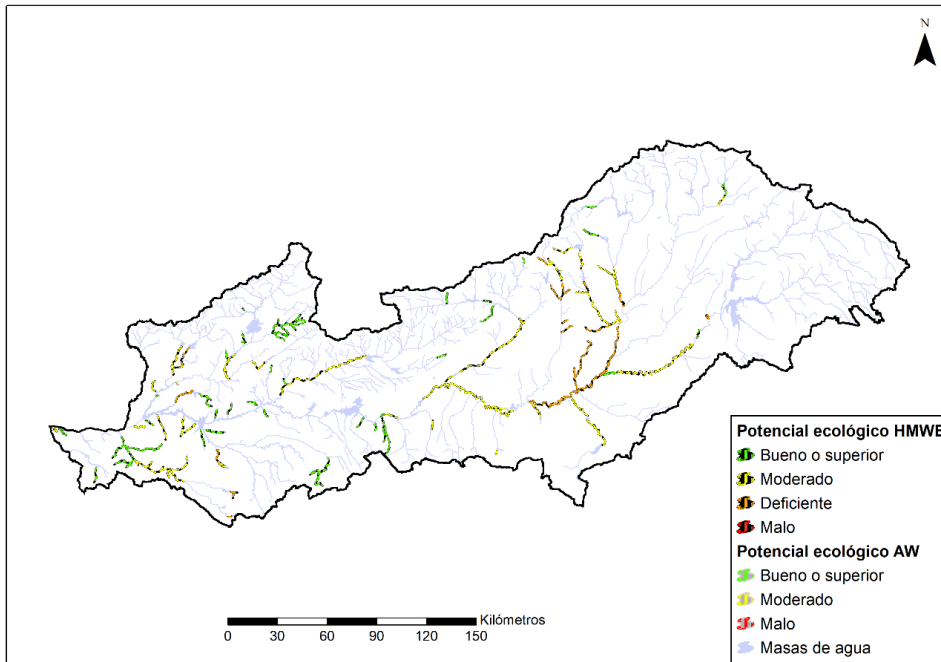 N
Potencial ecológico HMWB
Bueno o superior
Moderado
Deficiente
Malo
Potencial ecológico AW
Bueno o superior
Moderado
Malo
Masas de agua
Kilómetros
0 30 60 90 120 150